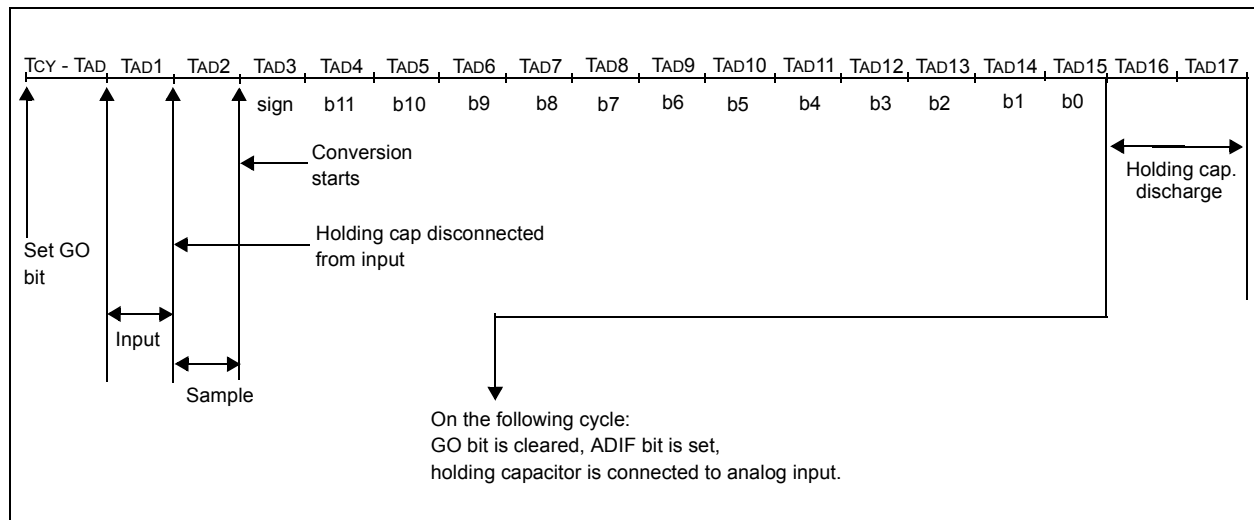 TCY - TAD TAD1 TAD2 TAD3 TAD4 TAD5 TAD6 TAD7 TAD8 TAD9 TAD10 TAD11 TAD12 TAD13 TAD14 TAD15 TAD16 TAD17
sign b11 b10 b9 b8 b7 b6 b5 b4 b3 b2 b1 b0
Conversion
starts
Holding cap.
discharge
Set GO
bit
Holding cap disconnected
from input
Input
Sample
On the following cycle:
GO bit is cleared, ADIF bit is set,
holding capacitor is connected to analog input.